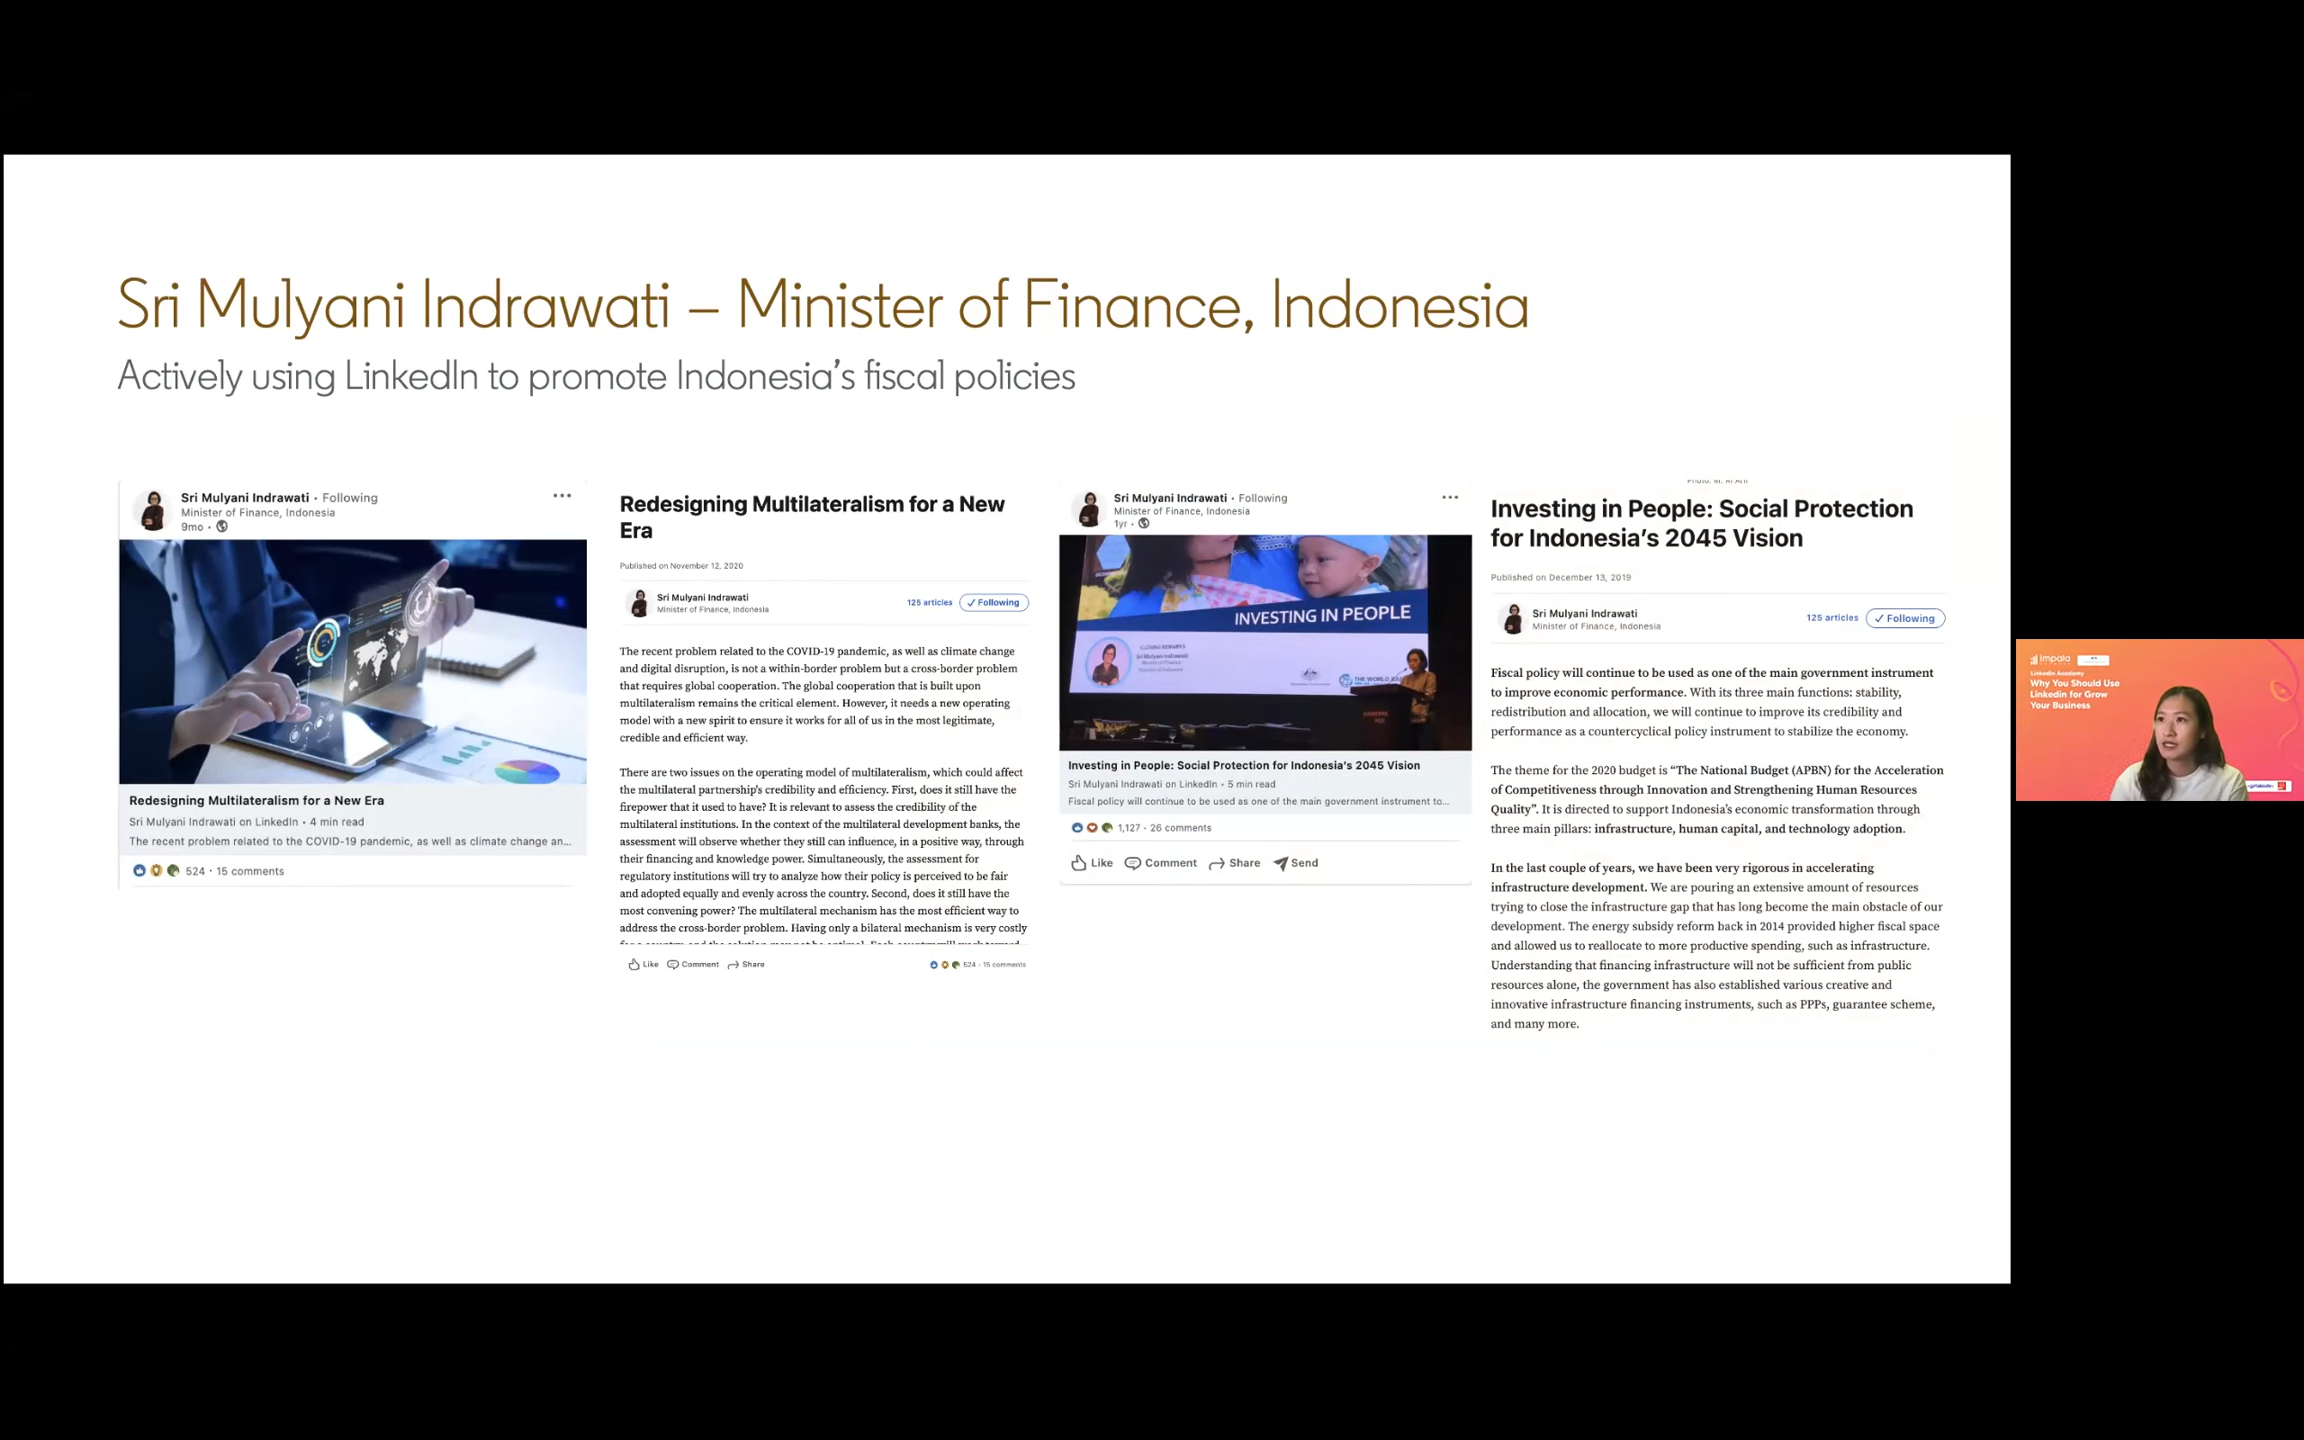 Sri Mulyani Indrawati – Minister of Finance, Indonesia
Actively using LinkedIn to promote Indonesia's fiscal policies
Sri Mulyani Indrawati • Following
Minister of Finance, Indonesia
9mo •
Redesigning Multilateralism for a New Era
Sri Mulyani Indrawati on LinkedIn • 4 min read
The recent problem related to the COVID-19 pandemic, as well as climate change an...
524 • 15 comments
Redesigning Multilateralism for a New
Era
Published on November 12, 2020
Sri Mulyani Indrawati
Minister of Finance, Indonesia
125 articles
✓ Following
The recent problem related to the COVID-19 pandemic, as well as climate change
and digital disruption, is not a within-border problem but a cross-border problem
that requires global cooperation. The global cooperation that is built upon
multilateralism remains the critical element. However, it needs a new operating
model with a new spirit to ensure it works for all of us in the most legitimate,
credible and efficient way.
There are two issues on the operating model of multilateralism, which could affect
the multilateral partnership's credibility and efficiency. First, does it still have the
firepower that it used to have? It is relevant to assess the credibility of the
multilateral institutions. In the context of the multilateral development banks, the
assessment will observe whether they still can influence, in a positive way, through
their financing and knowledge power. Simultaneously, the assessment for
regulatory institutions will try to analyze how their policy is perceived to be fair
and adopted equally and evenly across the country. Second, does it still have the
most convening power? The multilateral mechanism has the most efficient way to
address the cross-border problem. Having only a bilateral mechanism is very costly
Like Comment Share
524 • 15 comments
Sri Mulyani Indrawati • Following
Minister of Finance, Indonesia
1yr •
INVESTING IN PEOPLE
CLOSING REMARKS
Sri Mulyani Indrawati
Minister of Finance
THE WORLD
Investing in People: Social Protection for Indonesia's 2045 Vision
Sri Mulyani Indrawati on LinkedIn • 5 min read
Fiscal policy will continue to be used as one of the main government instrument to...
1,127 • 26 comments
Like Comment Share Send
Investing in People: Social Protection
for Indonesia's 2045 Vision
Published on December 13, 2019
Sri Mulyani Indrawati
Minister of Finance, Indonesia
125 articles
✓ Following
Fiscal policy will continue to be used as one of the main government instrument
to improve economic performance. With its three main functions: stability,
redistribution and allocation, we will continue to improve its credibility and
performance as a countercyclical policy instrument to stabilize the economy.
The theme for the 2020 budget is “The National Budget (APBN) for the Acceleration
of Competitiveness through Innovation and Strengthening Human Resources
Quality”. It is directed to support Indonesia's economic transformation through
three main pillars: infrastructure, human capital, and technology adoption.
In the last couple of years, we have been very rigorous in accelerating
infrastructure development. We are pouring an extensive amount of resources
trying to close the infrastructure gap that has long become the main obstacle of our
development. The energy subsidy reform back in 2014 provided higher fiscal space
and allowed us to reallocate to more productive spending, such as infrastructure.
Understanding that financing infrastructure will not be sufficient from public
resources alone, the government has also established various creative and
innovative infrastructure financing instruments, such as PPPs, guarantee scheme,
and many more.
impala
LinkedIn Academy
Why You Should Use
Linkedin for Grow
Your Business